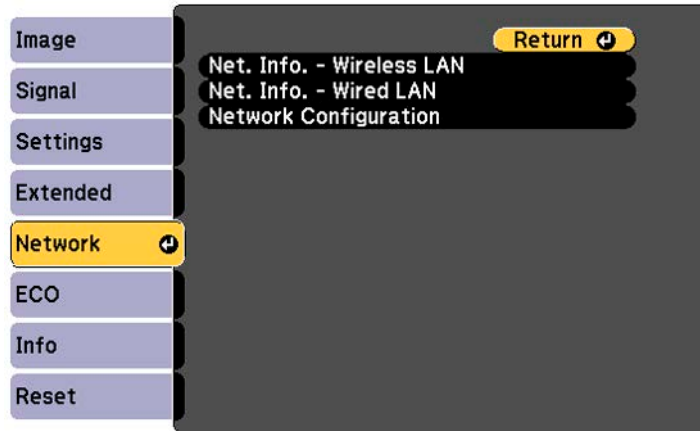 Image
Signal
Settings
Extended
Network
ECO
Info
Reset
Return
Net. Info. - Wireless LAN
Net. Info. - Wired LAN
Network Configuration